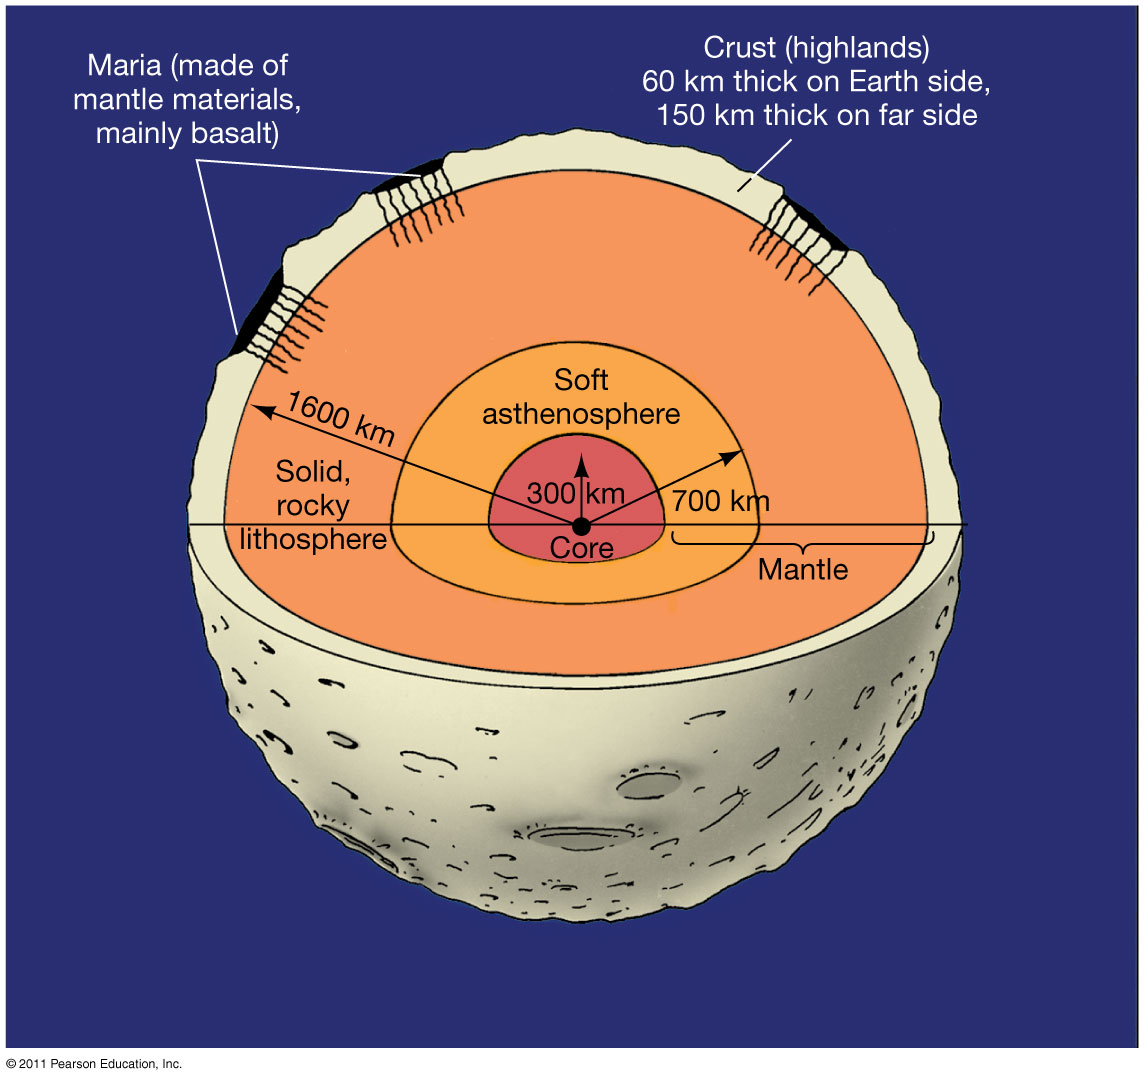 Maria (made of
mantle materials,
mainly basalt)
Crust (highlands)
60 km thick on Earth side,
150 km thick on far side
Soft
asthenosphere
1600 km
Solid,
rocky
lithosphere
300 km
700 km
Core
Mantle
© 2011 Pearson Education, Inc.